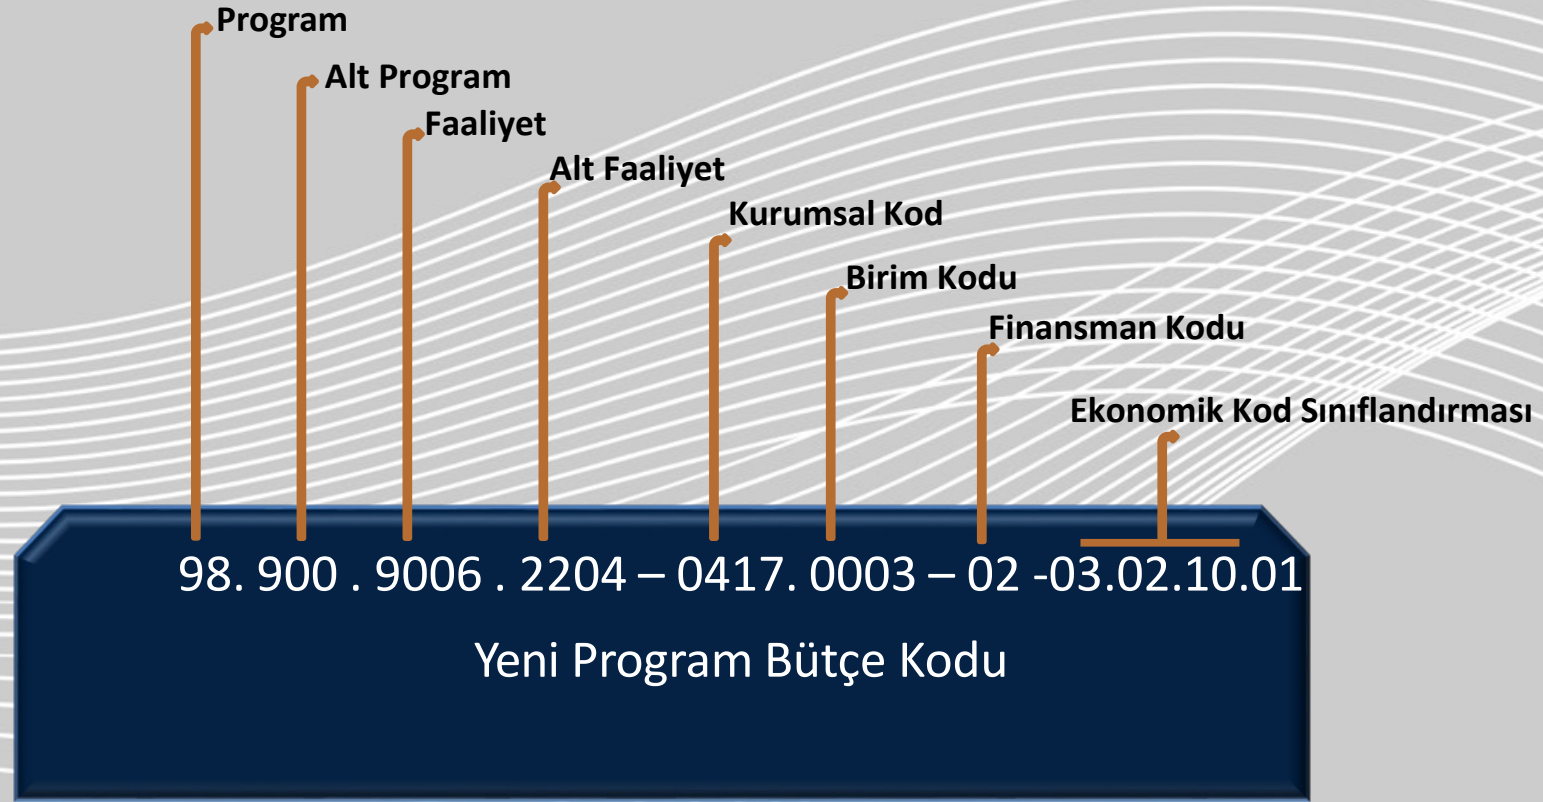 Program
Alt Program
Faaliyet
Alt Faaliyet
Kurumsal Kod
Birim Kodu
Finansman Kodu
Ekonomik Kod Sınıflandırması
98. 900 . 9006 . 2204 – 0417. 0003 – 02 -03.02.10.01
Yeni Program Bütçe Kodu